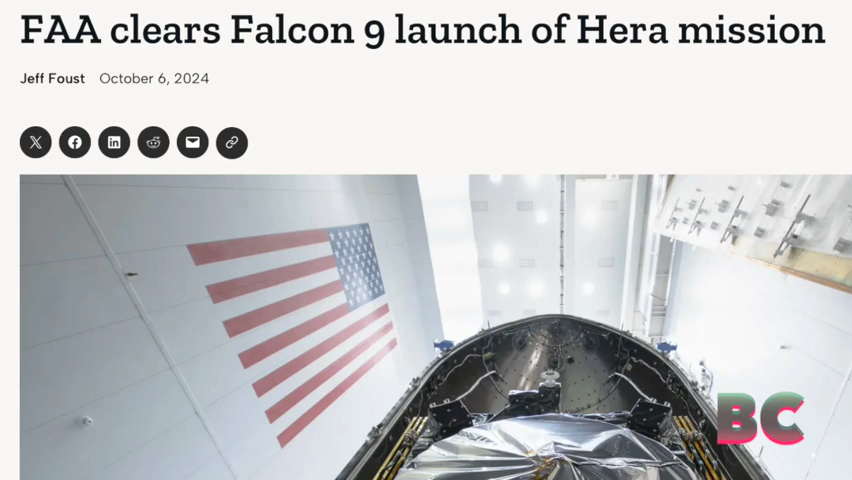 FAA clears Falcon 9 launch of Hera mission
Jeff Foust October 6, 2024
BC